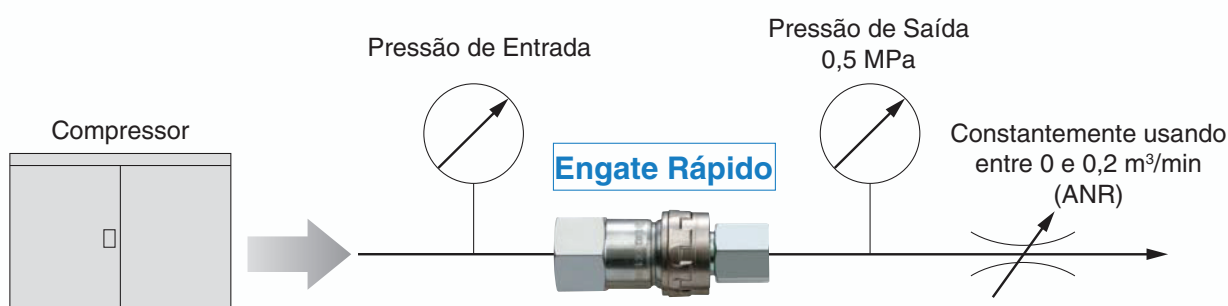 Compressor
Pressão de Entrada
Engate Rápido
Pressão de Saída
0,5 MPa
Constantemente usando
entre 0 e 0,2 m³/min
(ANR)